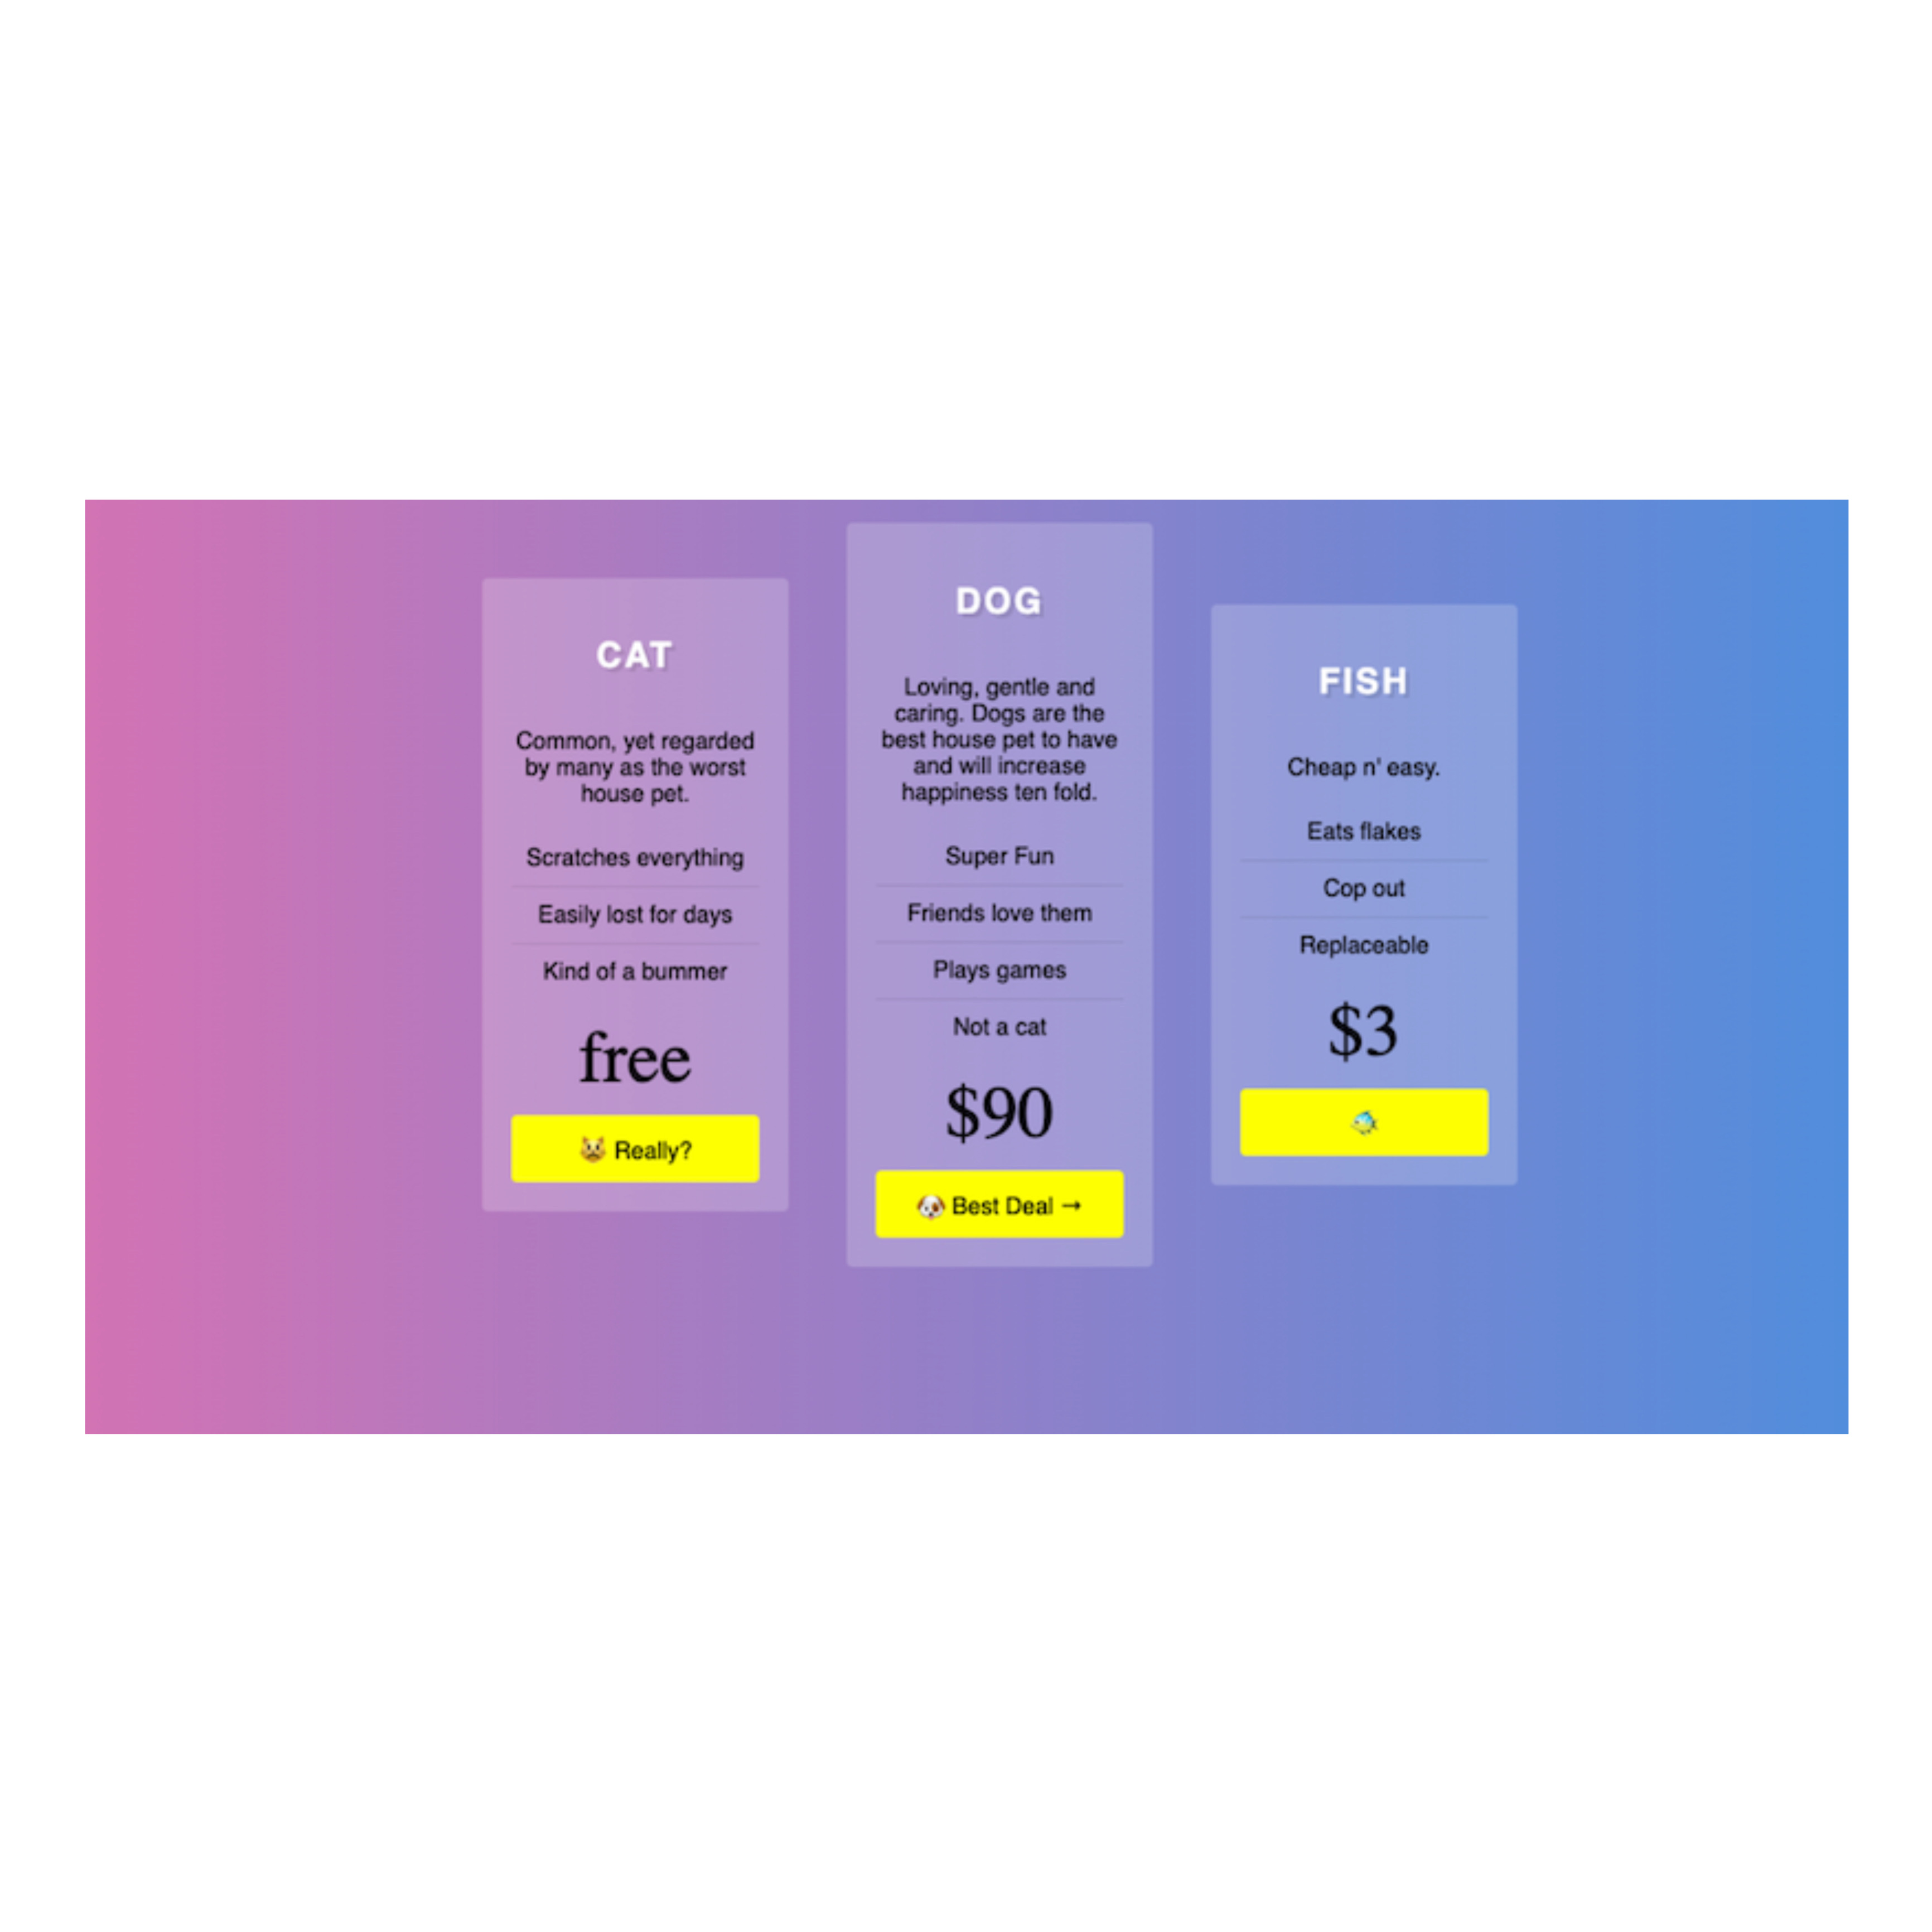 CAT
Common, yet regarded
by many as the worst
house pet.
Scratches everything
Easily lost for days
Kind of a bummer
free
Really?
DOG
Loving, gentle and
caring. Dogs are the
best house pet to have
and will increase
happiness ten fold.
Super Fun
Friends love them
Plays games
Not a cat
$90
Best Deal →
FISH
Cheap n' easy.
Eats flakes
Cop out
Replaceable
$3